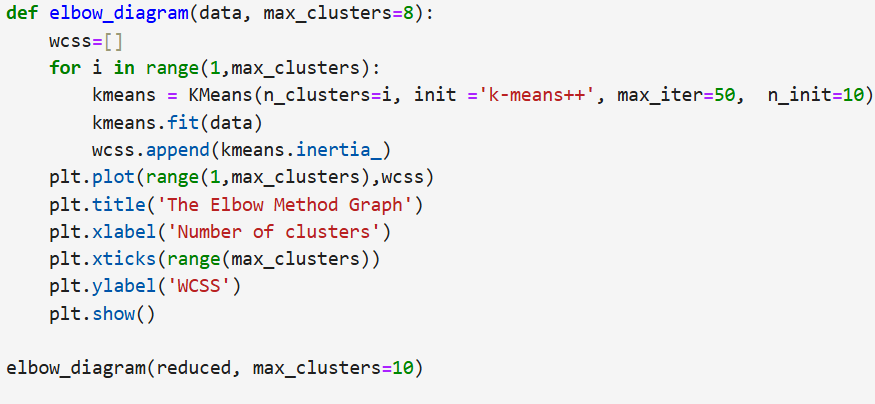 def elbow_diagram(data, max_clusters=8):
    wcss=[]
    for i in range(1,max_clusters):
        kmeans = KMeans(n_clusters=i, init ='k-means++', max_iter=50,  n_init=10)
        kmeans.fit(data)
        wcss.append(kmeans.inertia_)
    plt.plot(range(1,max_clusters),wcss)
    plt.title('The Elbow Method Graph')
    plt.xlabel('Number of clusters')
    plt.xticks(range(max_clusters))
    plt.ylabel('WCSS')
    plt.show()

elbow_diagram(reduced, max_clusters=10)